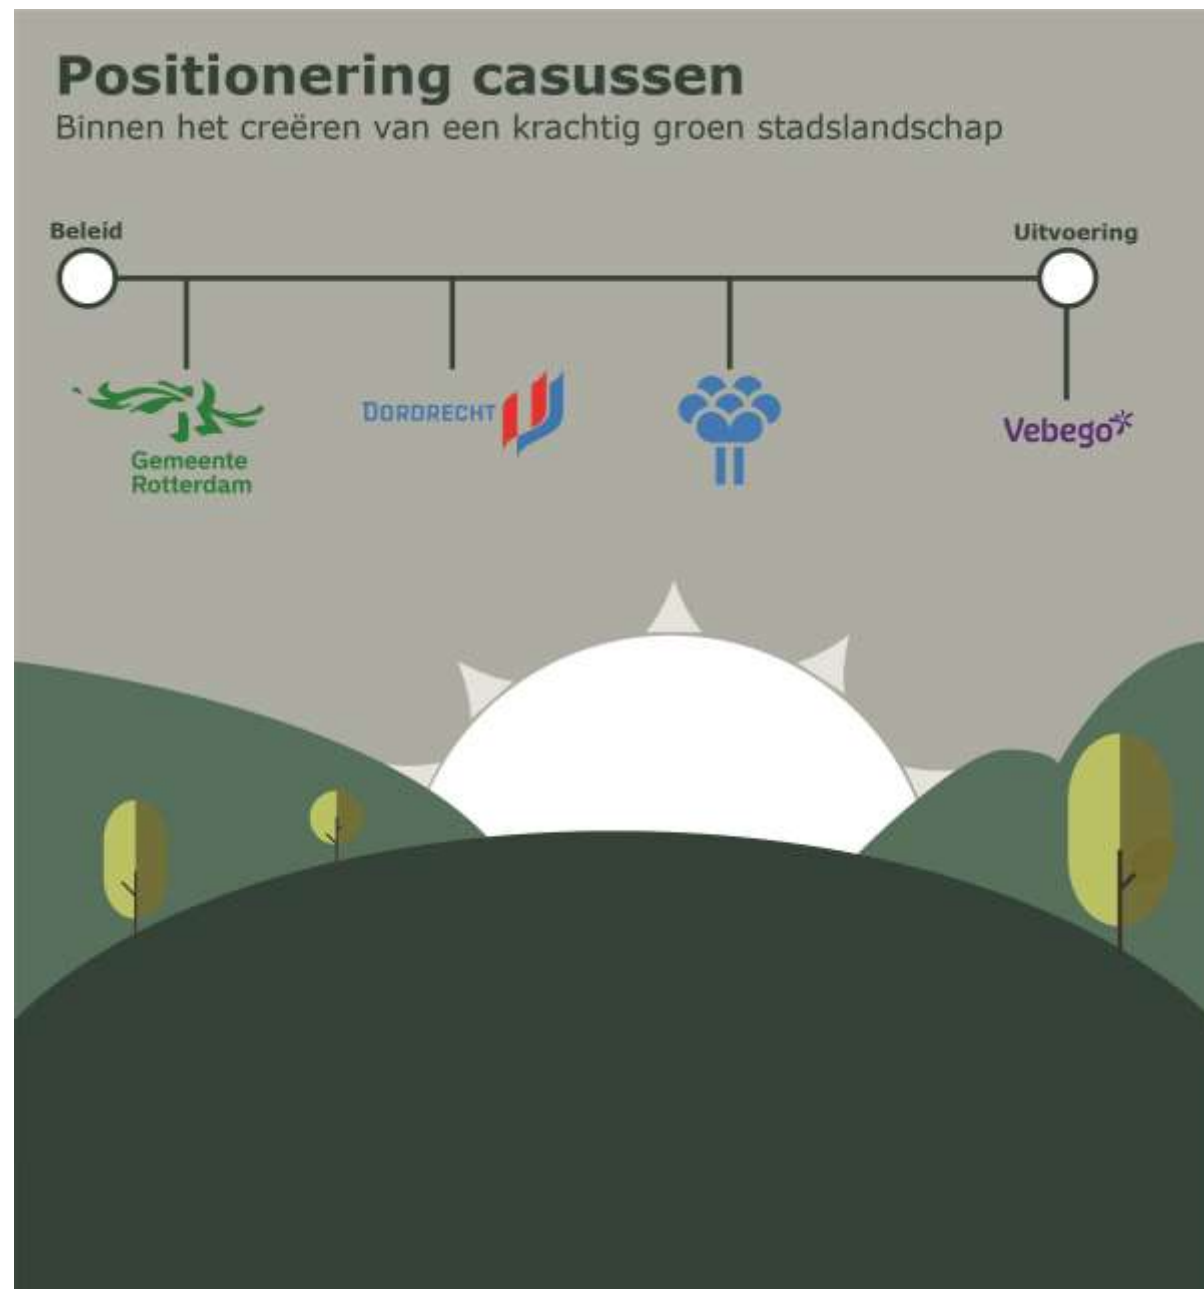 Positionering casussen
Binnen het creëren van een krachtig groen stadslandschap
Beleid
Uitvoering
Gemeente
Rotterdam
DORDRECHT
Vebego